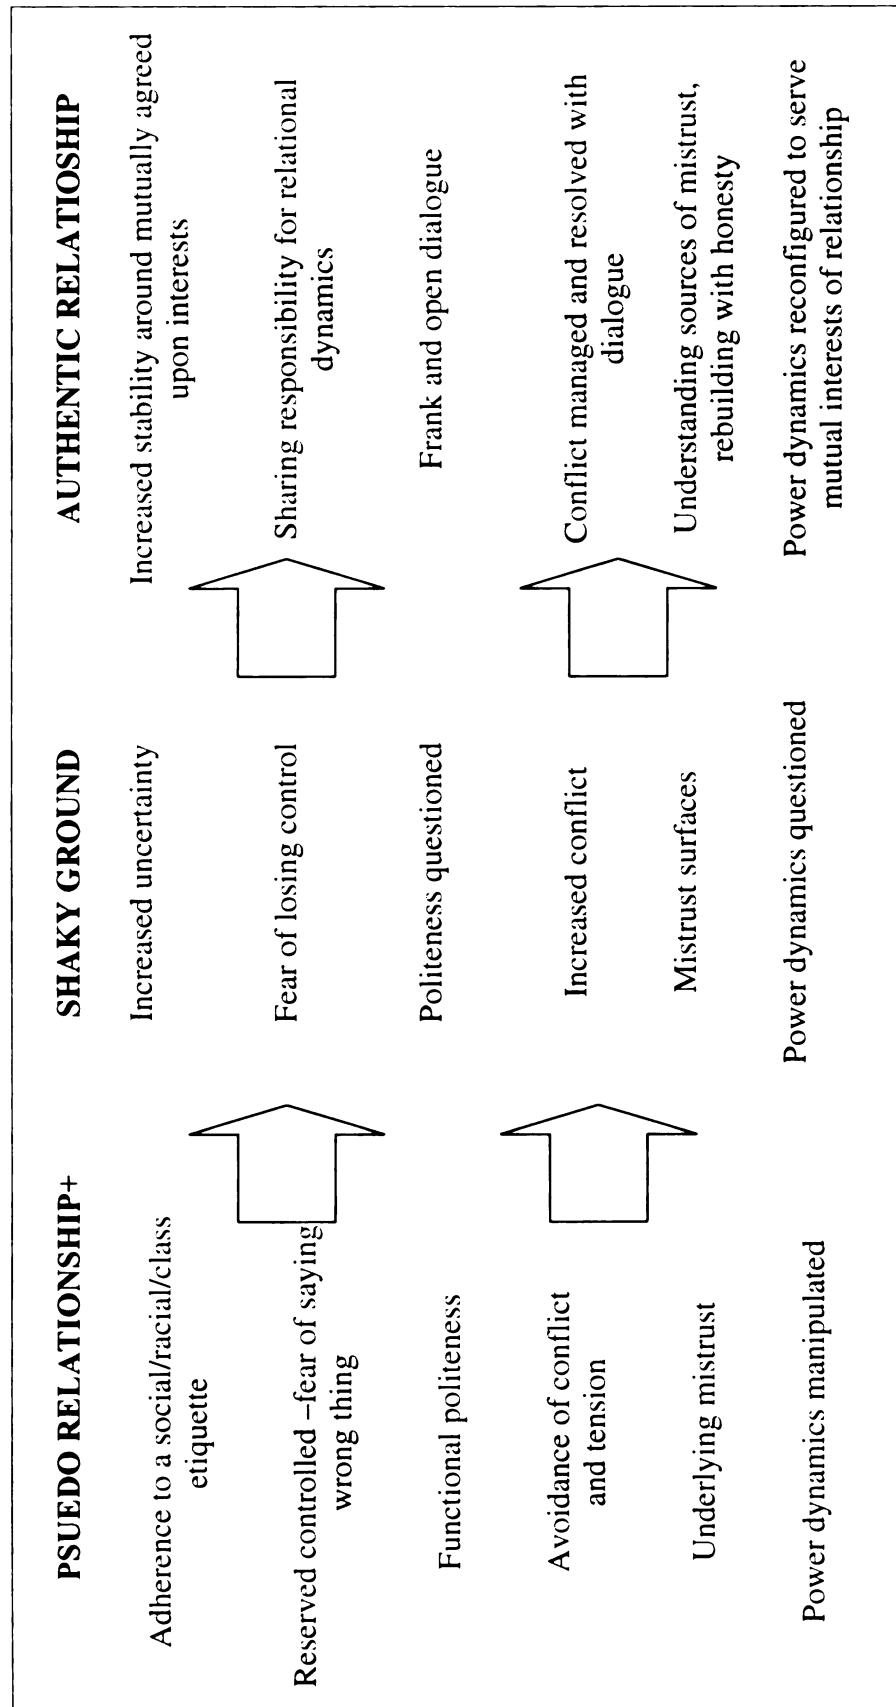 PSUEDO RELATIONSHIP+
Adherence to a social/racial/class
etiquette
Reserved controlled –fear of saying
wrong thing
Functional politeness
Avoidance of conflict
and tension
Underlying mistrust
Power dynamics manipulated
SHAKY GROUND
Increased uncertainty
Fear of losing control
Politeness questioned
Increased conflict
Mistrust surfaces
Power dynamics questioned
AUTHENTIC RELATIOSHIP
Increased stability around mutually agreed
upon interests
Sharing responsibility for relational
dynamics
Frank and open dialogue
Conflict managed and resolved with
dialogue
Understanding sources of mistrust,
rebuilding with honesty
Power dynamics reconfigured to serve
mutual interests of relationship